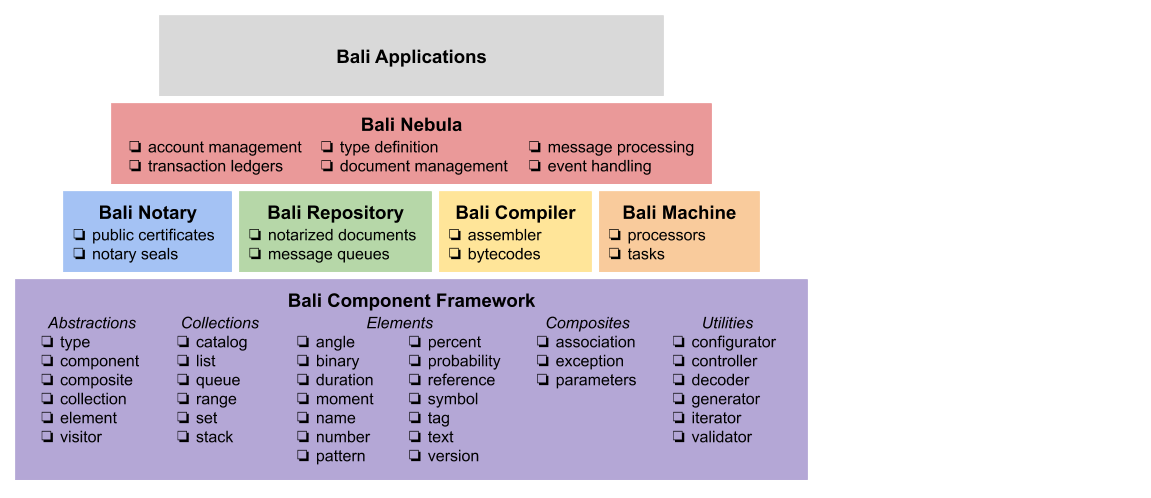 Bali Applications
Bali Nebula
❏ account management ❏ type definition ❏ message processing
❏ transaction ledgers ❏ document management ❏ event handling
Bali Notary
❏ public certificates
❏ notary seals
Bali Repository
❏ notarized documents
❏ message queues
Bali Compiler
❏ assembler
❏ bytecodes
Bali Machine
❏ processors
❏ tasks
Bali Component Framework
Abstractions
❏ type
❏ component
❏ composite
❏ collection
❏ element
❏ visitor
Collections
❏ catalog
❏ list
❏ queue
❏ range
❏ set
❏ stack
Elements
❏ angle
❏ binary
❏ duration
❏ moment
❏ name
❏ number
❏ pattern
❏ percent
❏ probability
❏ reference
❏ symbol
❏ tag
❏ text
❏ version
Composites
❏ association
❏ exception
❏ parameters
Utilities
❏ configurator
❏ controller
❏ decoder
❏ generator
❏ iterator
❏ validator